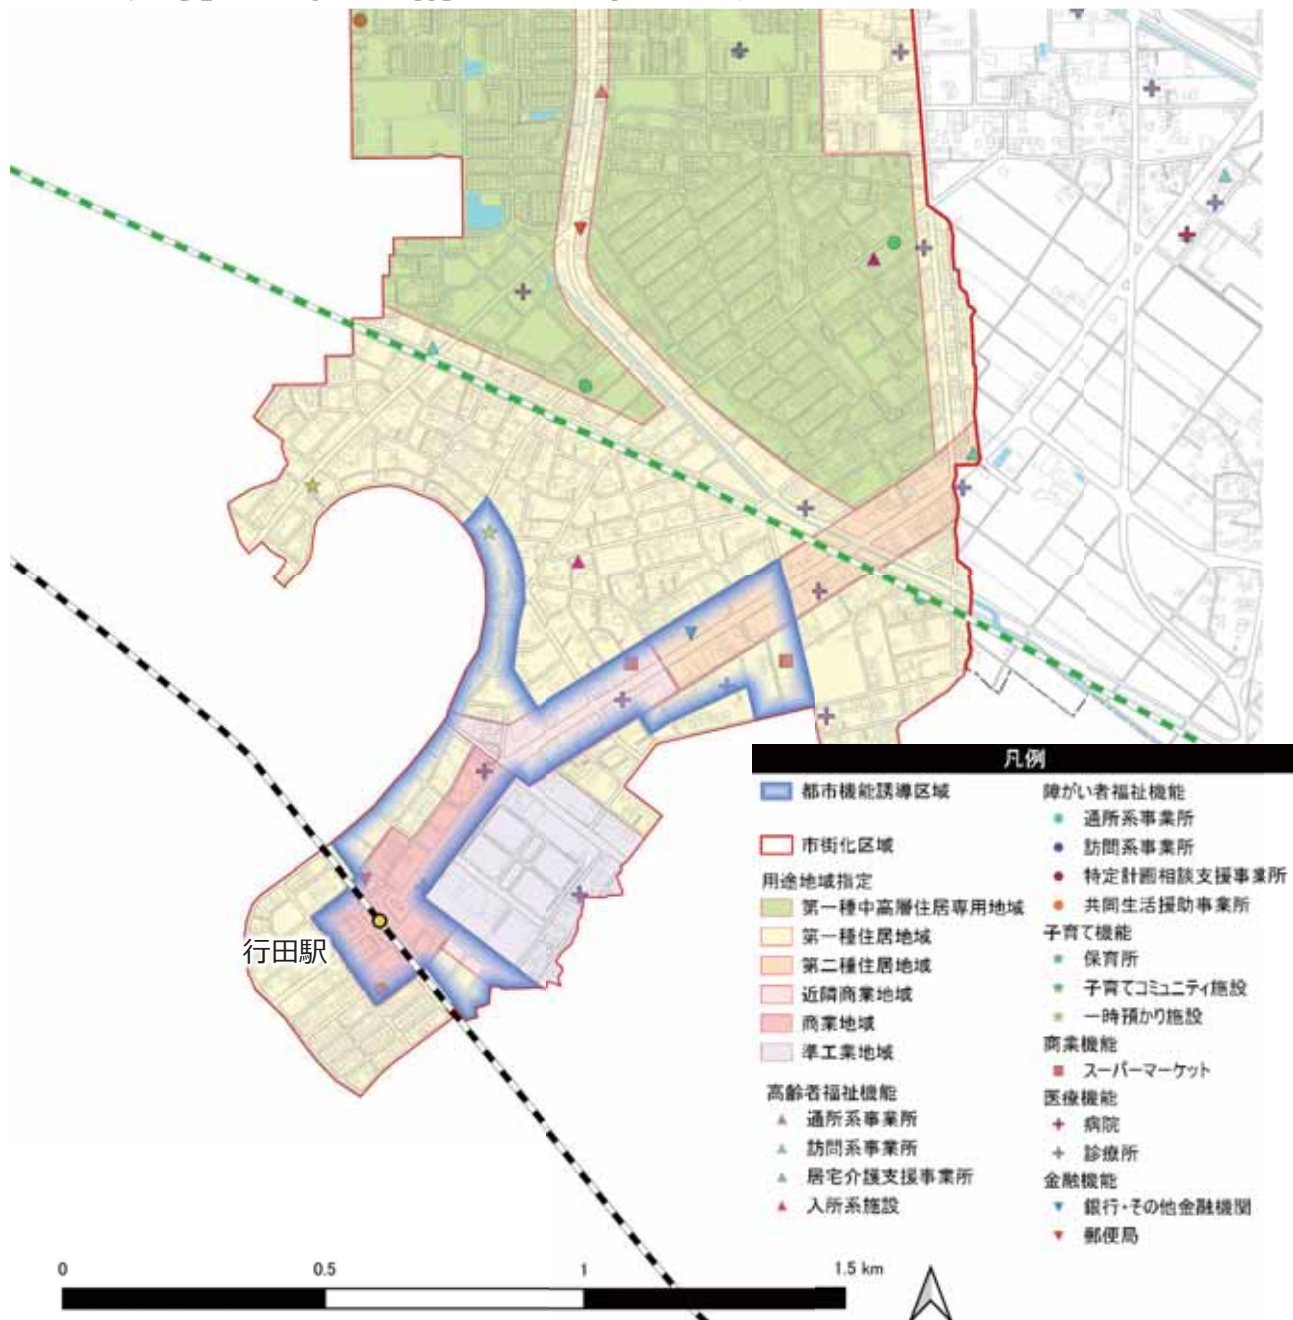 行田駅
凡例
都市機能誘導区域
市街化区域
用途地域指定
第一種中高層住居専用地域
第一種住居地域
第二種住居地域
近隣商業地域
商業地域
準工業地域
高齢者福祉機能
通所系事業所
訪問系事業所
居宅介護支援事業所
入所系施設
障がい者福祉機能
通所系事業所
訪問系事業所
特定計画相談支援事業所
共同生活援助事業所
子育て機能
保育所
子育てコミュニティ施設
一時預かり施設
商業機能
スーパーマーケット
医療機能
病院
診療所
金融機能
銀行・その他金融機関
郵便局
0 0.5 1 1.5 km